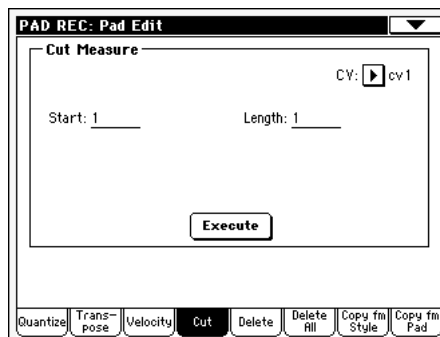 PAD REC: Pad Edit
Cut Measure
CV: cv1
Start: 1 Length: 1
Execute
Quantize Trans-pose Velocity Cut Delete Delete All Copy fm Style Copy fm Pad